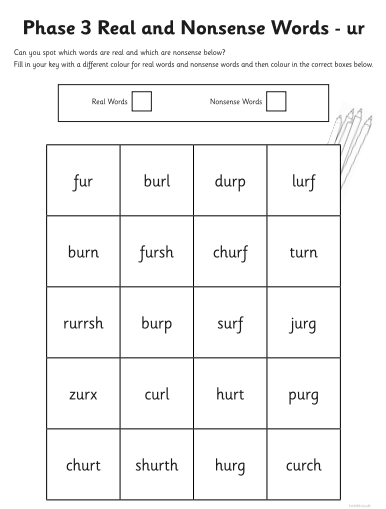 Phase 3 Real and Nonsense Words - ur
Can you spot which words are real and which are nonsense below?
Fill in your key with a different colour for real words and nonsense words and then colour in the correct boxes below.
Real Words Nonsense Words
fur burl durp lurf
burn fursh churf turn
rurrsh burp surf jurg
zurx curl hurt purg
churt shurth hurg curch